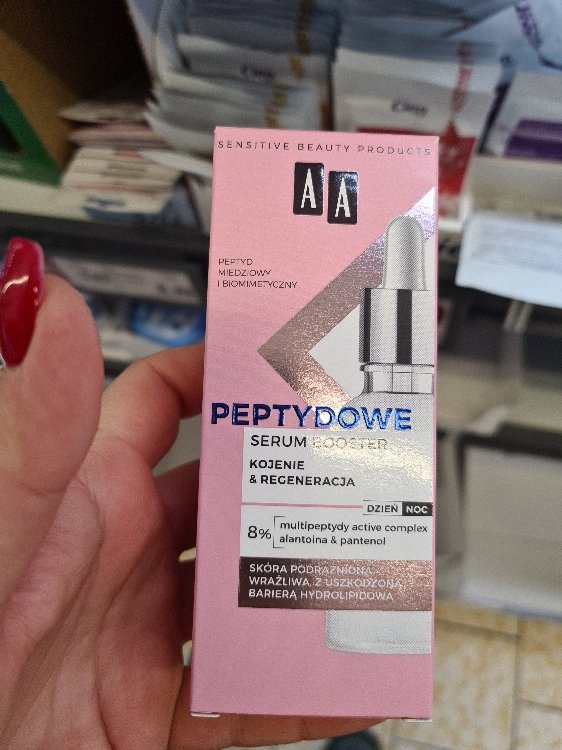 SENSITIVE BEAUTY PRODUCTS
AA
PEPTYD
MIEDZIOWY
I BIOMIMETYCZNY
PEPTYDOWE
SERUM BOOSTER
KOJENIE
& REGENERACJA
DZIEŃ NOC
8% multipeptydy active complex
alantoina & pantenol
SKÓRA PODRAŻNIONA
WRAŻLIWA, Z USZKODZONĄ
BARIERĄ HYDROLIPIDOWĄ